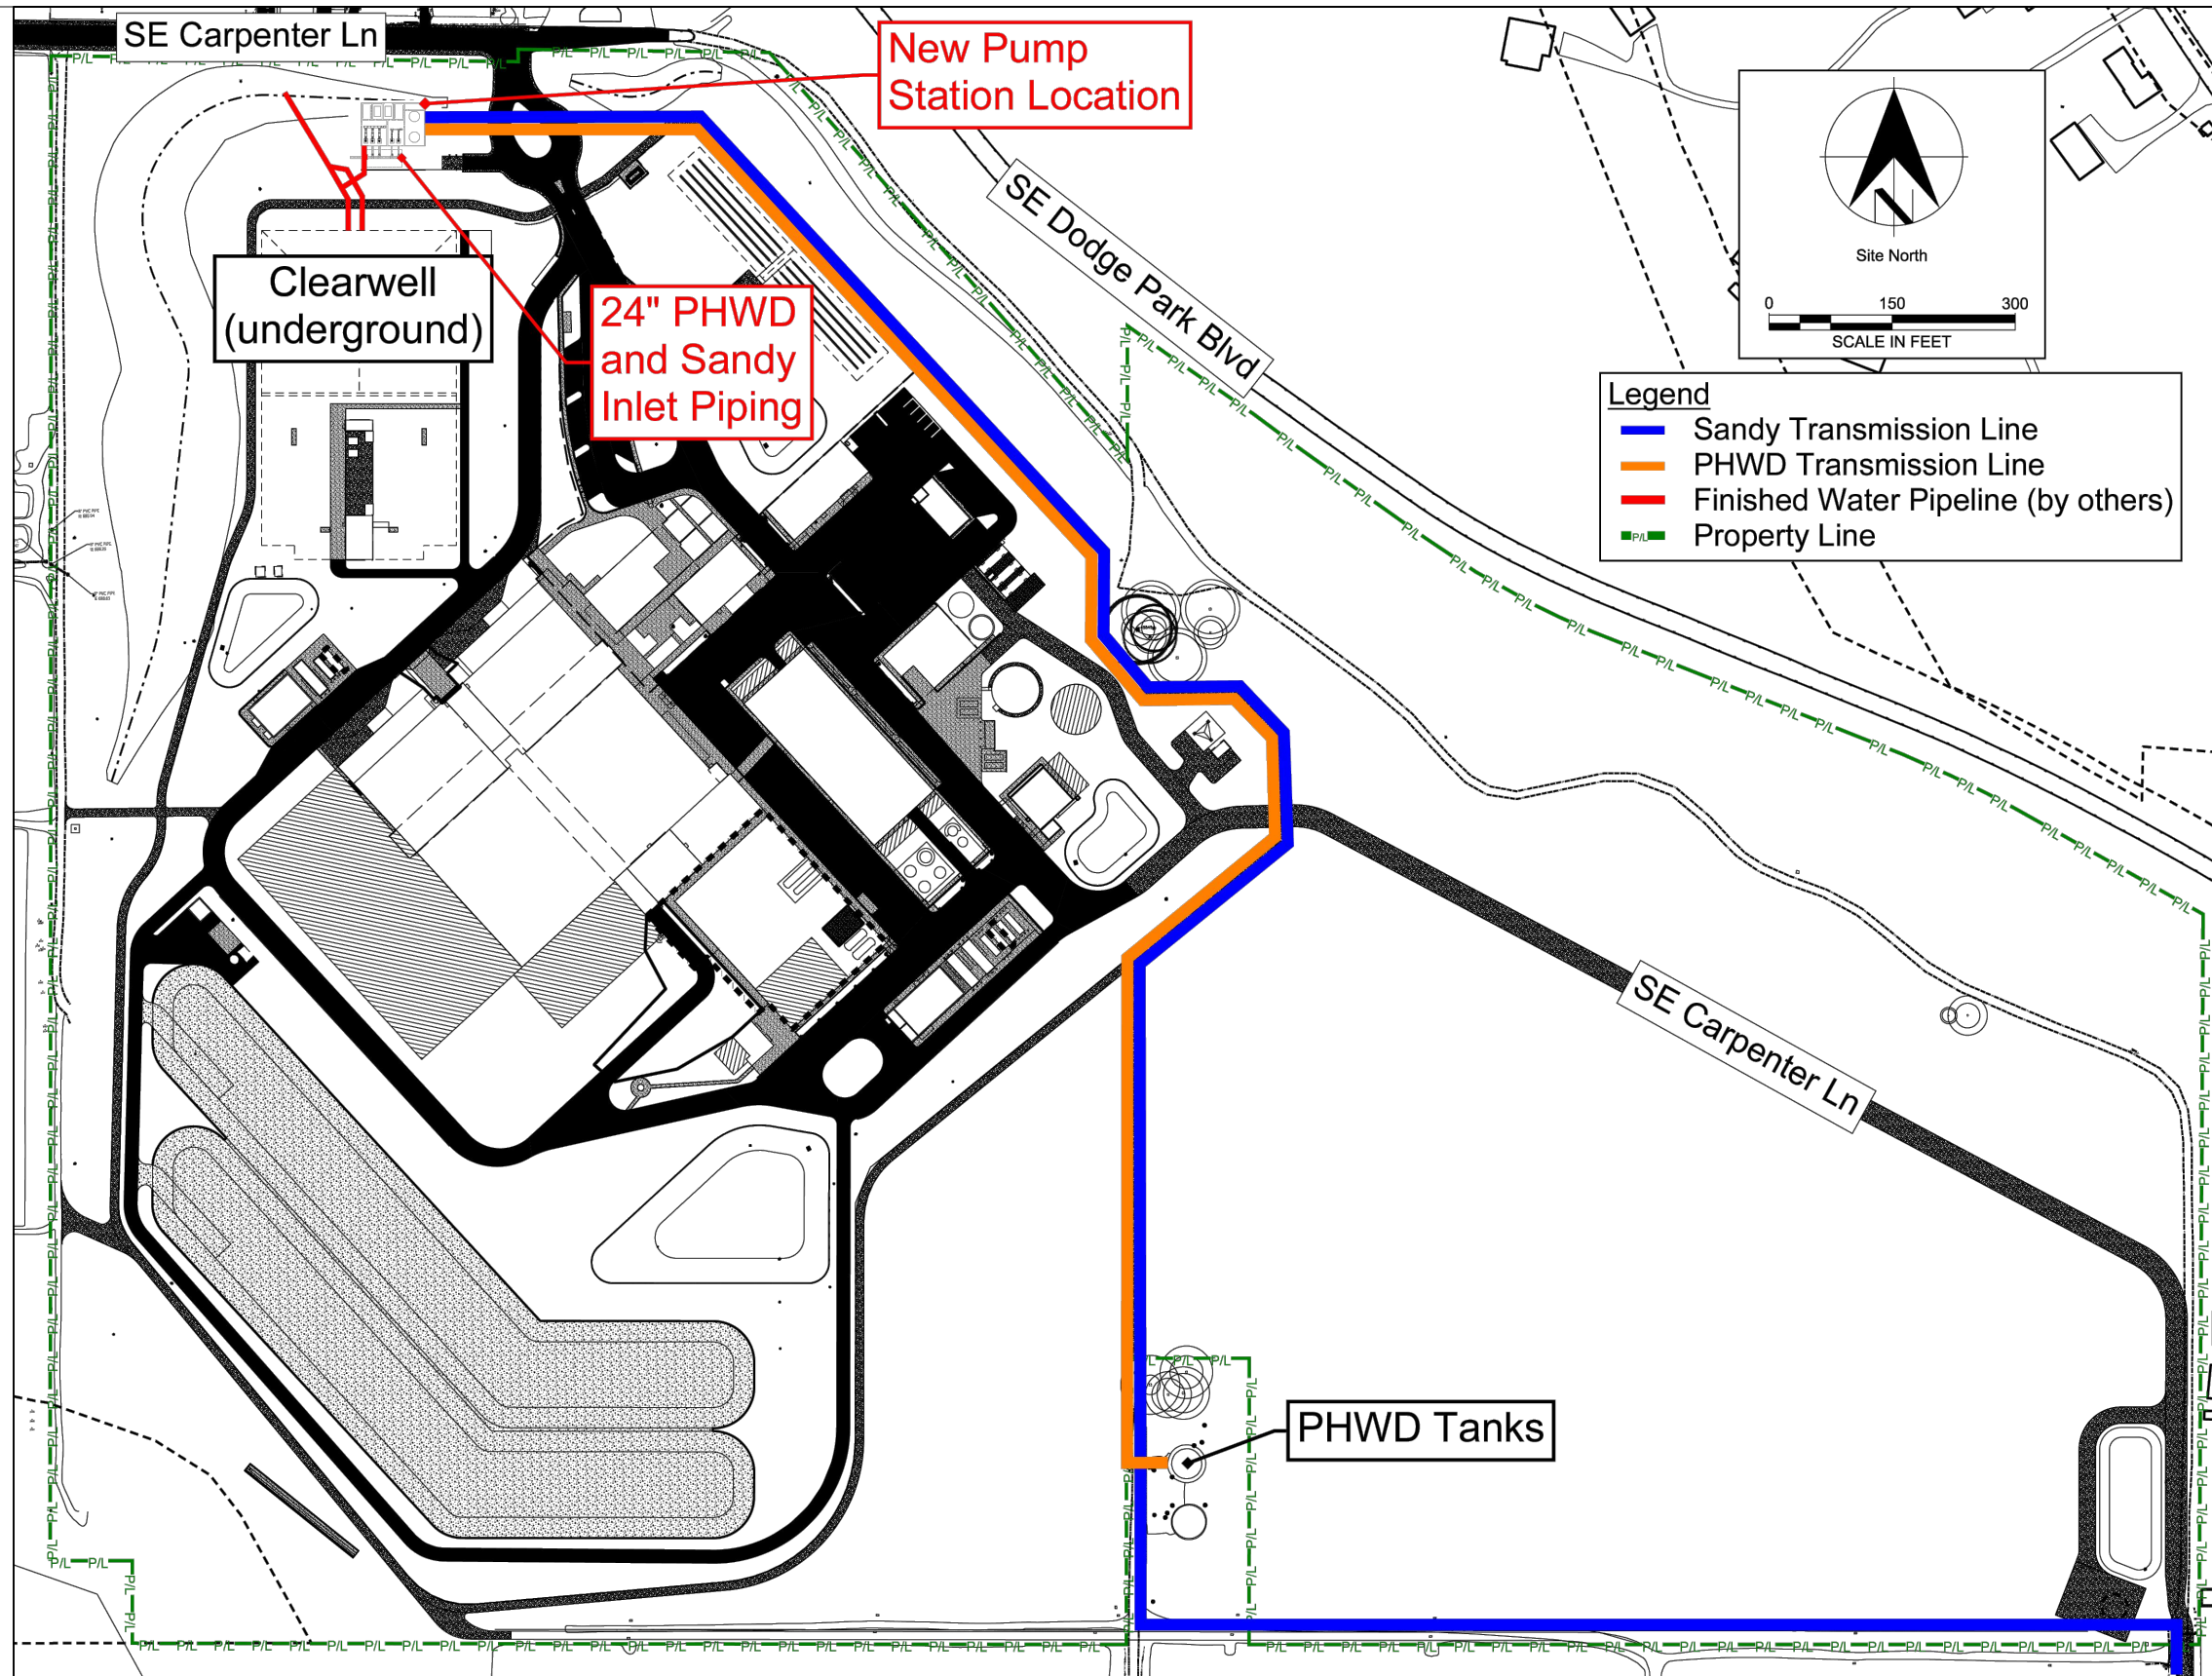 SE Carpenter Ln
New Pump
Station Location
SE Dodge Park Blvd
Site North
0 150 300
SCALE IN FEET
Clearwell
(underground)
24" PHWD
and Sandy
Inlet Piping
Legend
Sandy Transmission Line
PHWD Transmission Line
Finished Water Pipeline (by others)
P/L Property Line
SE Carpenter Ln
PHWD Tanks